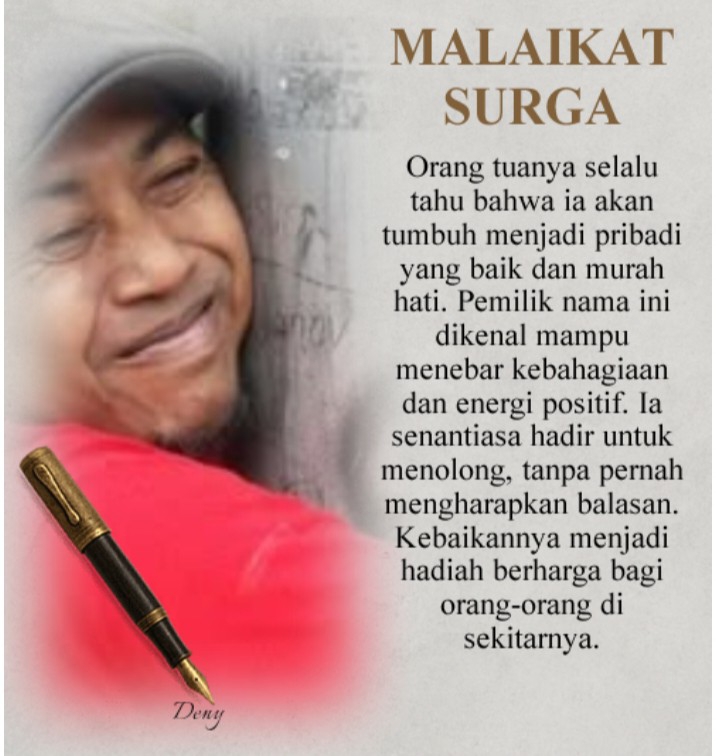 MALAIKAT
SURGA
Orang tuanya selalu
tahu bahwa ia akan
tumbuh menjadi pribadi
yang baik dan murah
hati. Pemilik nama ini
dikenal mampu
menebar kebahagiaan
dan energi positif. Ia
senantiasa hadir untuk
menolong, tanpa pernah
mengharapkan balasan.
Kebaikannya menjadi
hadiah berharga bagi
orang-orang di
sekitarnya.
Deny